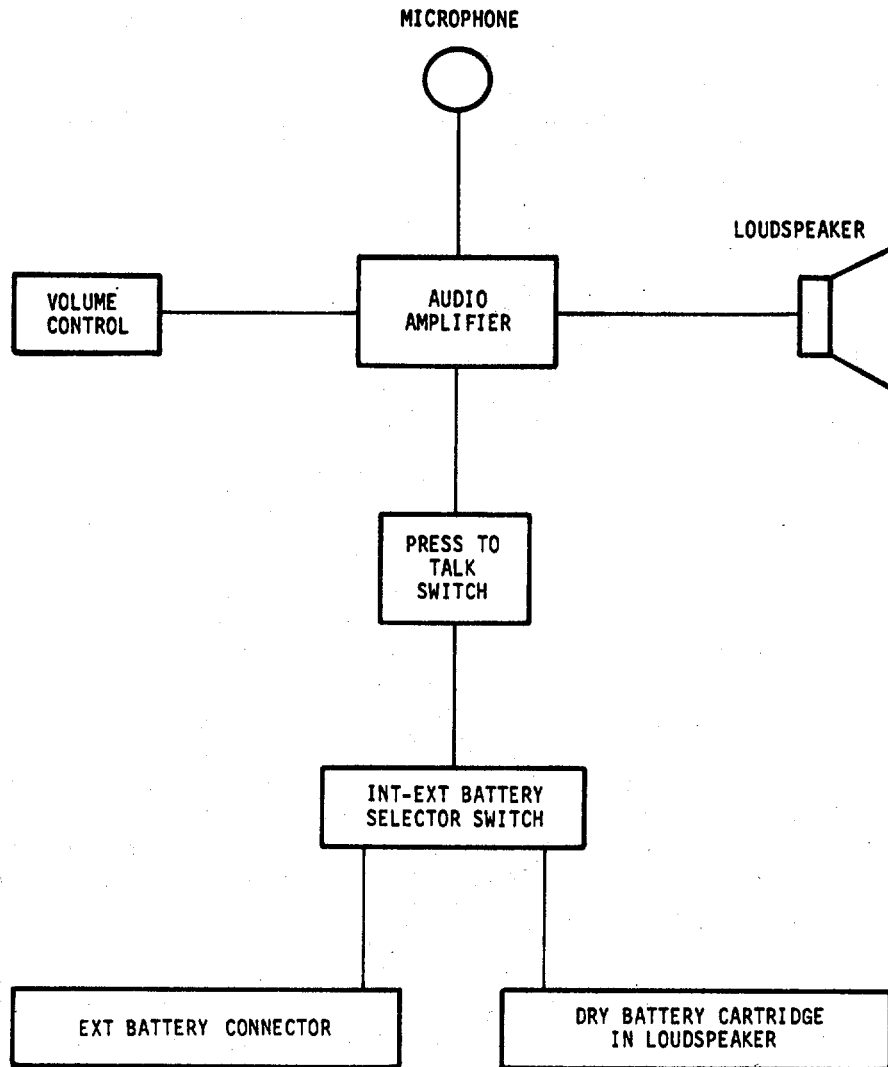 MICROPHONE
LOUDSPEAKER
VOLUME
CONTROL
AUDIO
AMPLIFIER
PRESS TO
TALK
SWITCH
INT-EXT BATTERY
SELECTOR SWITCH
EXT BATTERY CONNECTOR
DRY BATTERY CARTRIDGE
IN LOUDSPEAKER